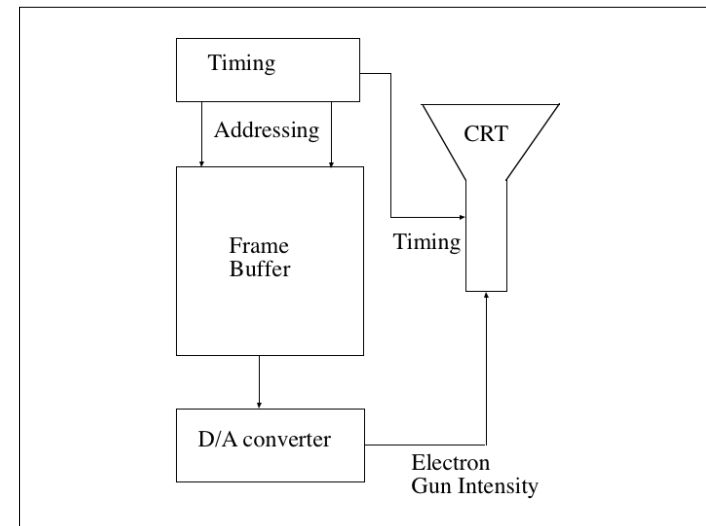 Timing
Addressing
CRT
Frame
Buffer
Timing
D/A converter
Electron
Gun Intensity